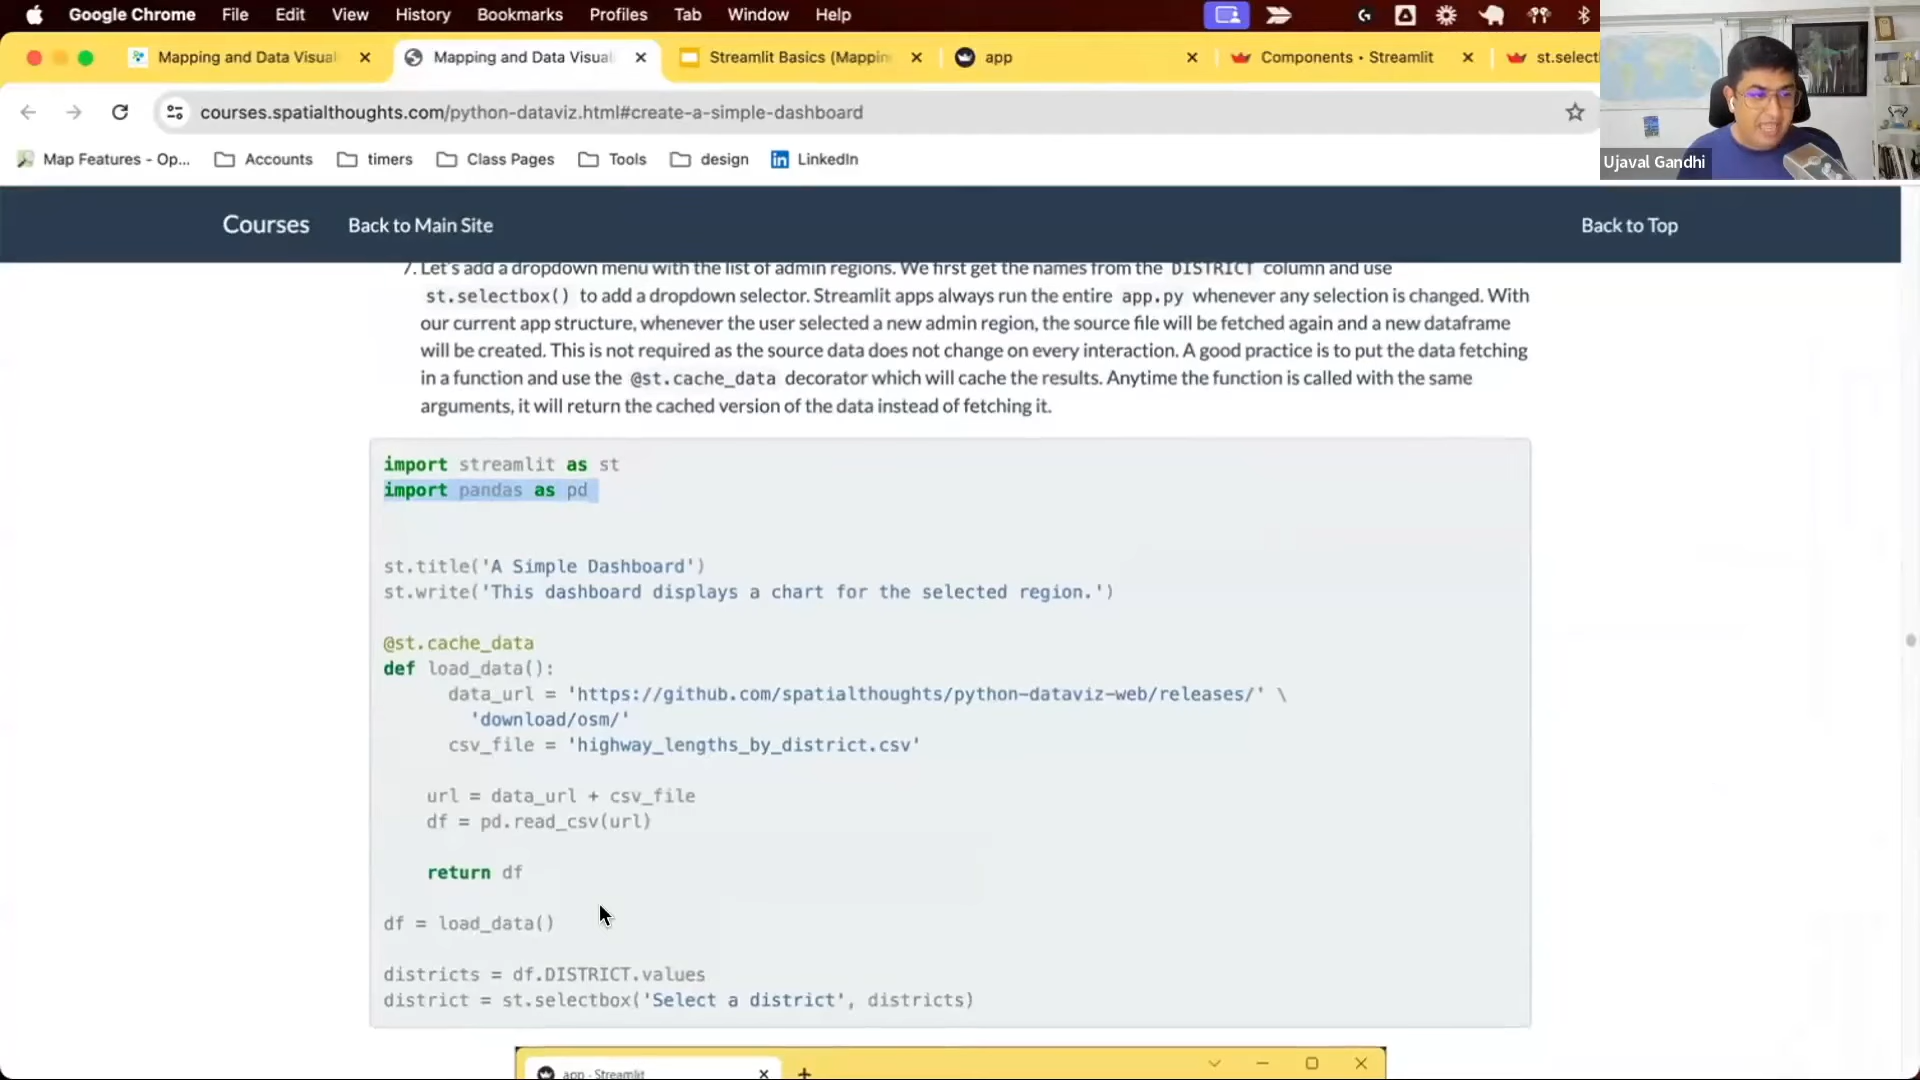 Google Chrome File Edit View History Bookmarks Profiles Tab Window Help
Mapping and Data Visual
Mapping and Data Visual
Streamlit Basics (Mappin
app
Components • Streamlit
st.select
courses.spatialthoughts.com/python-dataviz.html#create-a-simple-dashboard
Map Features - Op... Accounts timers Class Pages Tools design LinkedIn
Ujaval Gandhi
Courses Back to Main Site Back to Top
7. Let's add a dropdown menu with the list of admin regions. We first get the names from the DISTRICT column and use
st.selectbox() to add a dropdown selector. Streamlit apps always run the entire app.py whenever any selection is changed. With
our current app structure, whenever the user selected a new admin region, the source file will be fetched again and a new dataframe
will be created. This is not required as the source data does not change on every interaction. A good practice is to put the data fetching
in a function and use the @st.cache_data decorator which will cache the results. Anytime the function is called with the same
arguments, it will return the cached version of the data instead of fetching it.
import streamlit as st
import pandas as pd
st.title('A Simple Dashboard')
st.write('This dashboard displays a chart for the selected region.')
@st.cache_data
def load_data():
data_url = 'https://github.com/spatialthoughts/python-dataviz-web/releases/' \
'download/osm/'
csv_file = 'highway_lengths_by_district.csv'
url = data_url + csv_file
df = pd.read_csv(url)
return df
df = load_data()
districts = df.DISTRICT.values
district = st.selectbox('Select a district', districts)
app · Streamlit